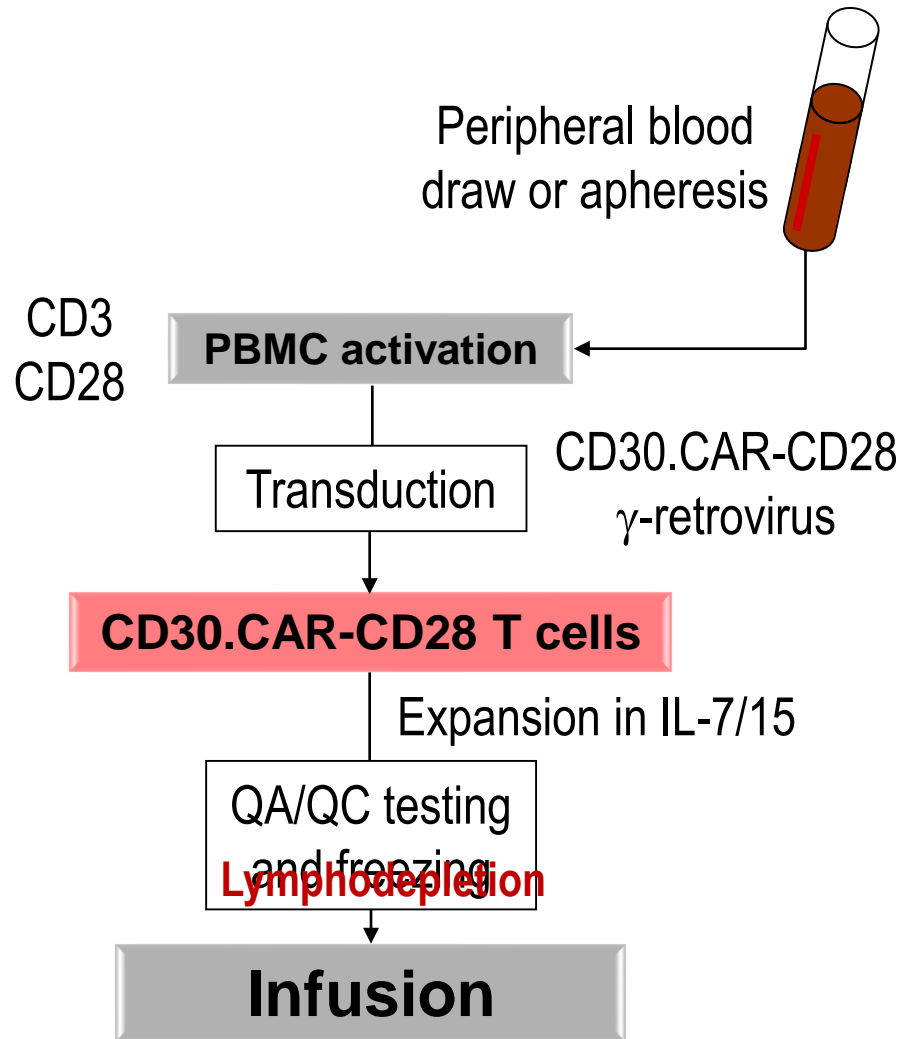 Peripheral blood
draw or apheresis
CD3
CD28
PBMC activation
Transduction
CD30.CAR-CD28
γ-retrovirus
CD30.CAR-CD28 T cells
Expansion in IL-7/15
QA/QC testing
and freezing
Lymphodepletion
Infusion